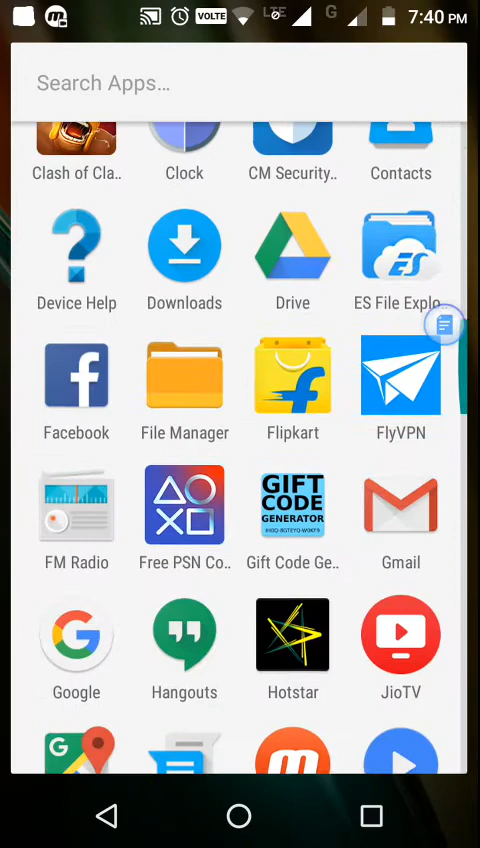 VOLTE LTE G 7:40 PM
Search Apps...
Clash of Cla.. Clock CM Security.. Contacts
Device Help Downloads Drive ES File Explo..
ES
Facebook File Manager Flipkart FlyVPN
GIFT
CODE
GENERATOR
FM Radio Free PSN Co.. Gift Code Ge.. Gmail
Google Hangouts Hotstar JioTV